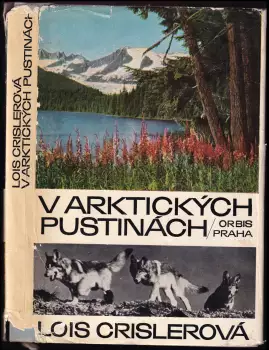 LOIS CRISLEROVÁ
V ARKTICKÝCH PUSTINÁCH
V ARKTICKÝCH
PUSTINÁCH/ORBIS
PRAHA
LOIS CRISLEROVÁ